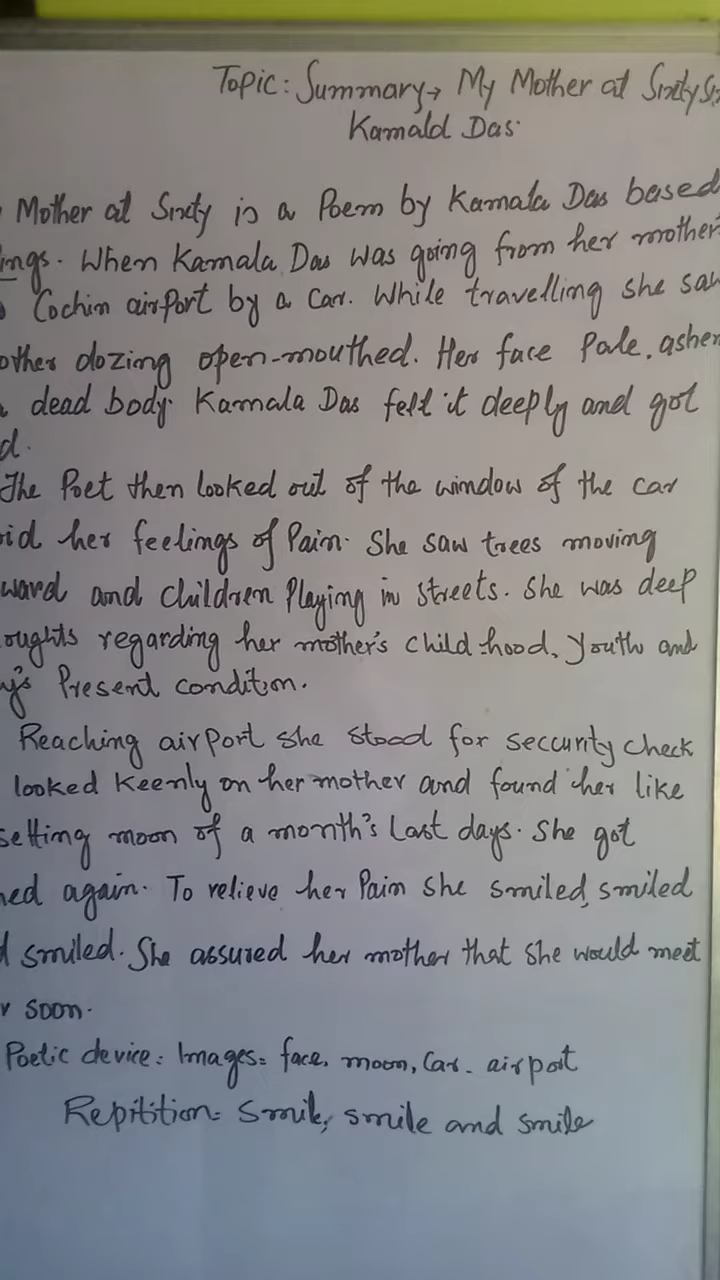 Topic: Summary → My Mother at Sixty
Kamald Das.
Mother at Sixty is a Poem by Kamala Das based
ings. When Kamala Das was going from her mother
Cochin airport by a Car. While travelling she saw
other dozing open-mouthed. Her face Pale, ashen
dead body. Kamala Das felt it deeply and got
d.
The Poet then looked out of the window of the car
oid her feelings of Pain. She saw trees moving
ward and children Playing in streets. She was deep
oughts regarding her mother's child-hood, youth and
y's Present condition.
Reaching airport she stood for seccurity check
looked keenly on her mother and found her like
setting moon of a month's last days. She got
ned again. To relieve her Pain she smiled, smiled
d smiled. She assured her mother that she would meet
r soon.
Poetic device: Images= face, moon, Car. airport
Repitition= Smile, smile and smile